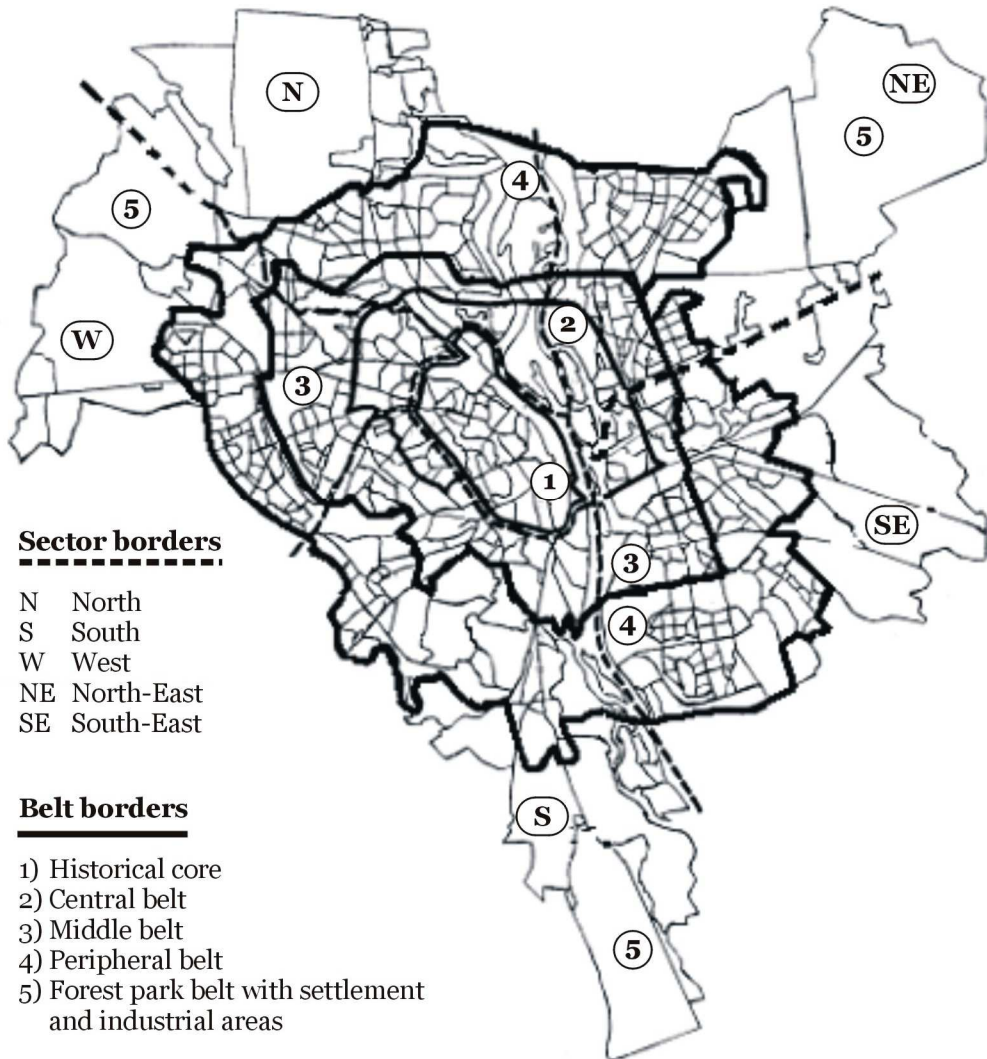 N
NE
5
4
5
2
W
3
1
SE
3
4
S
5
Sector borders
N North
S South
W West
NE North-East
SE South-East
Belt borders
1) Historical core
2) Central belt
3) Middle belt
4) Peripheral belt
5) Forest park belt with settlement
and industrial areas